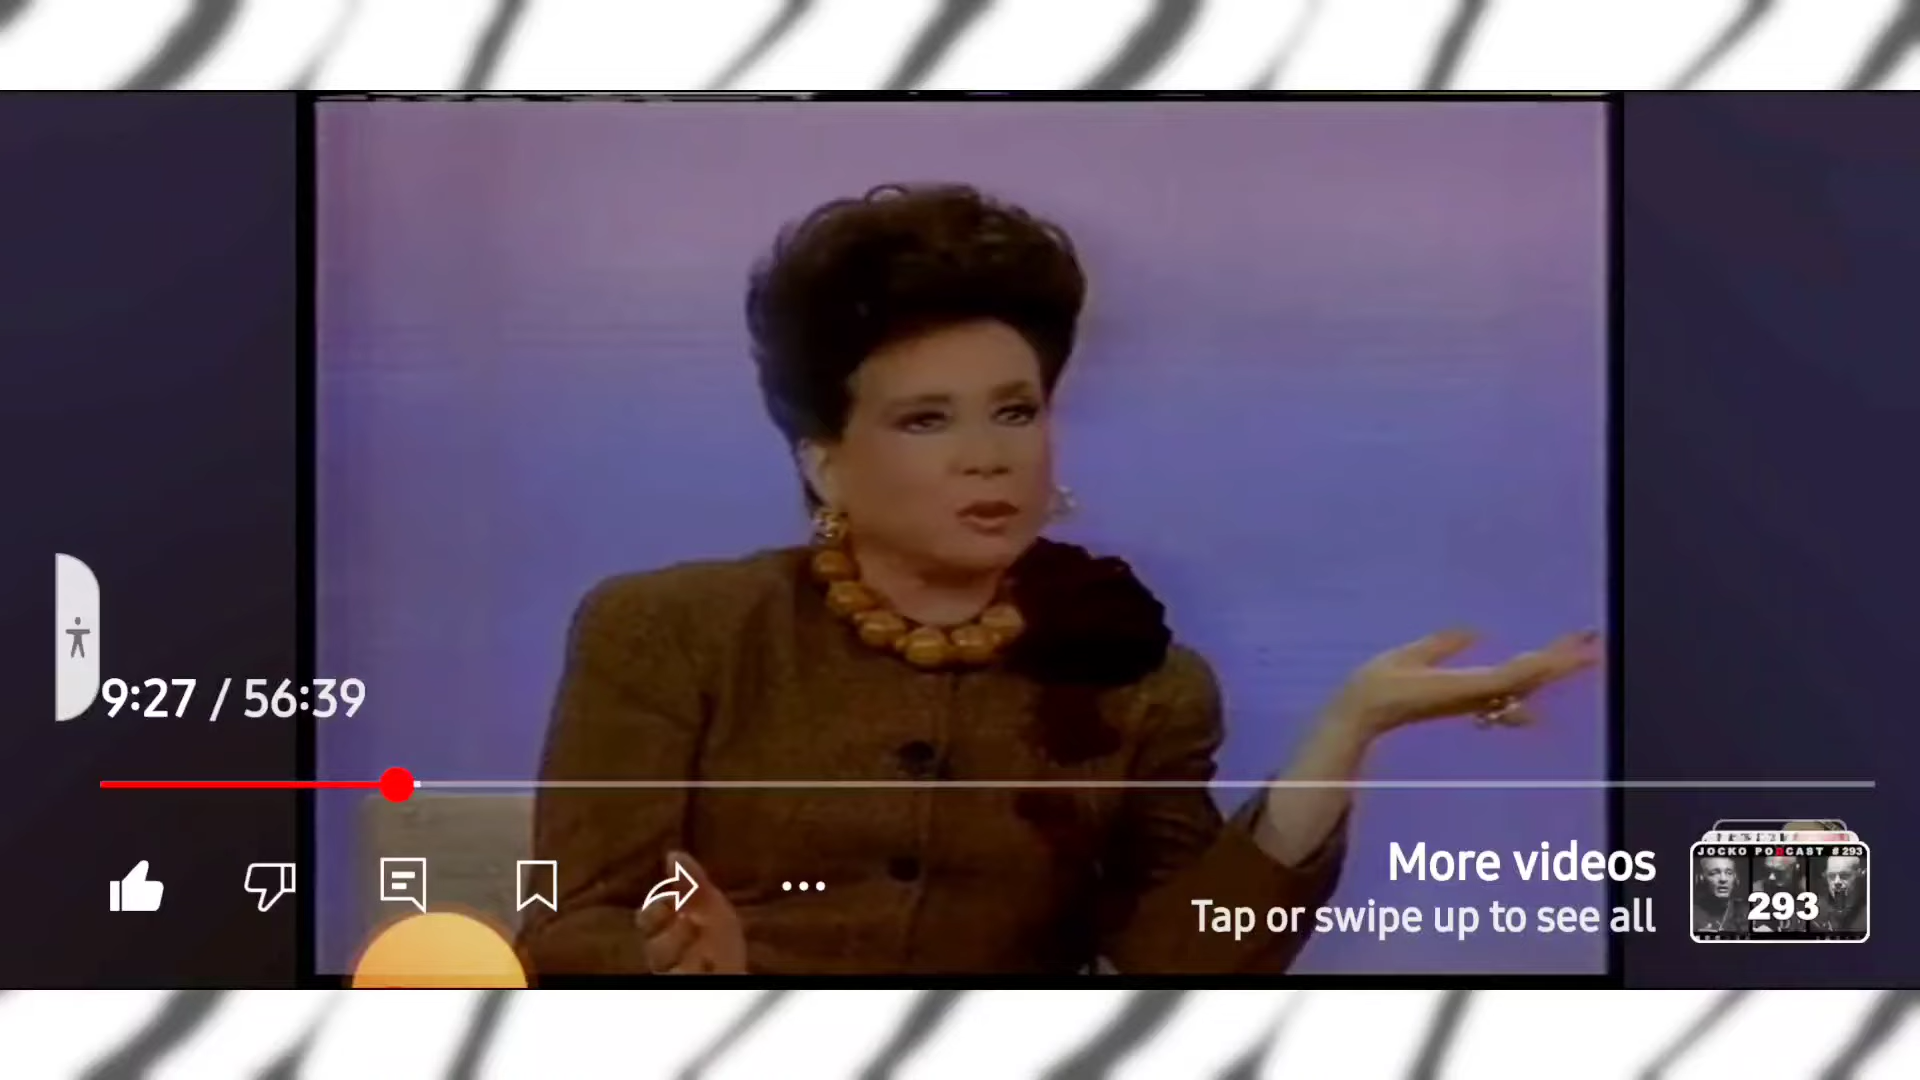 9:27 / 56:39
More videos
Tap or swipe up to see all
JOCKO PODCAST #293
293